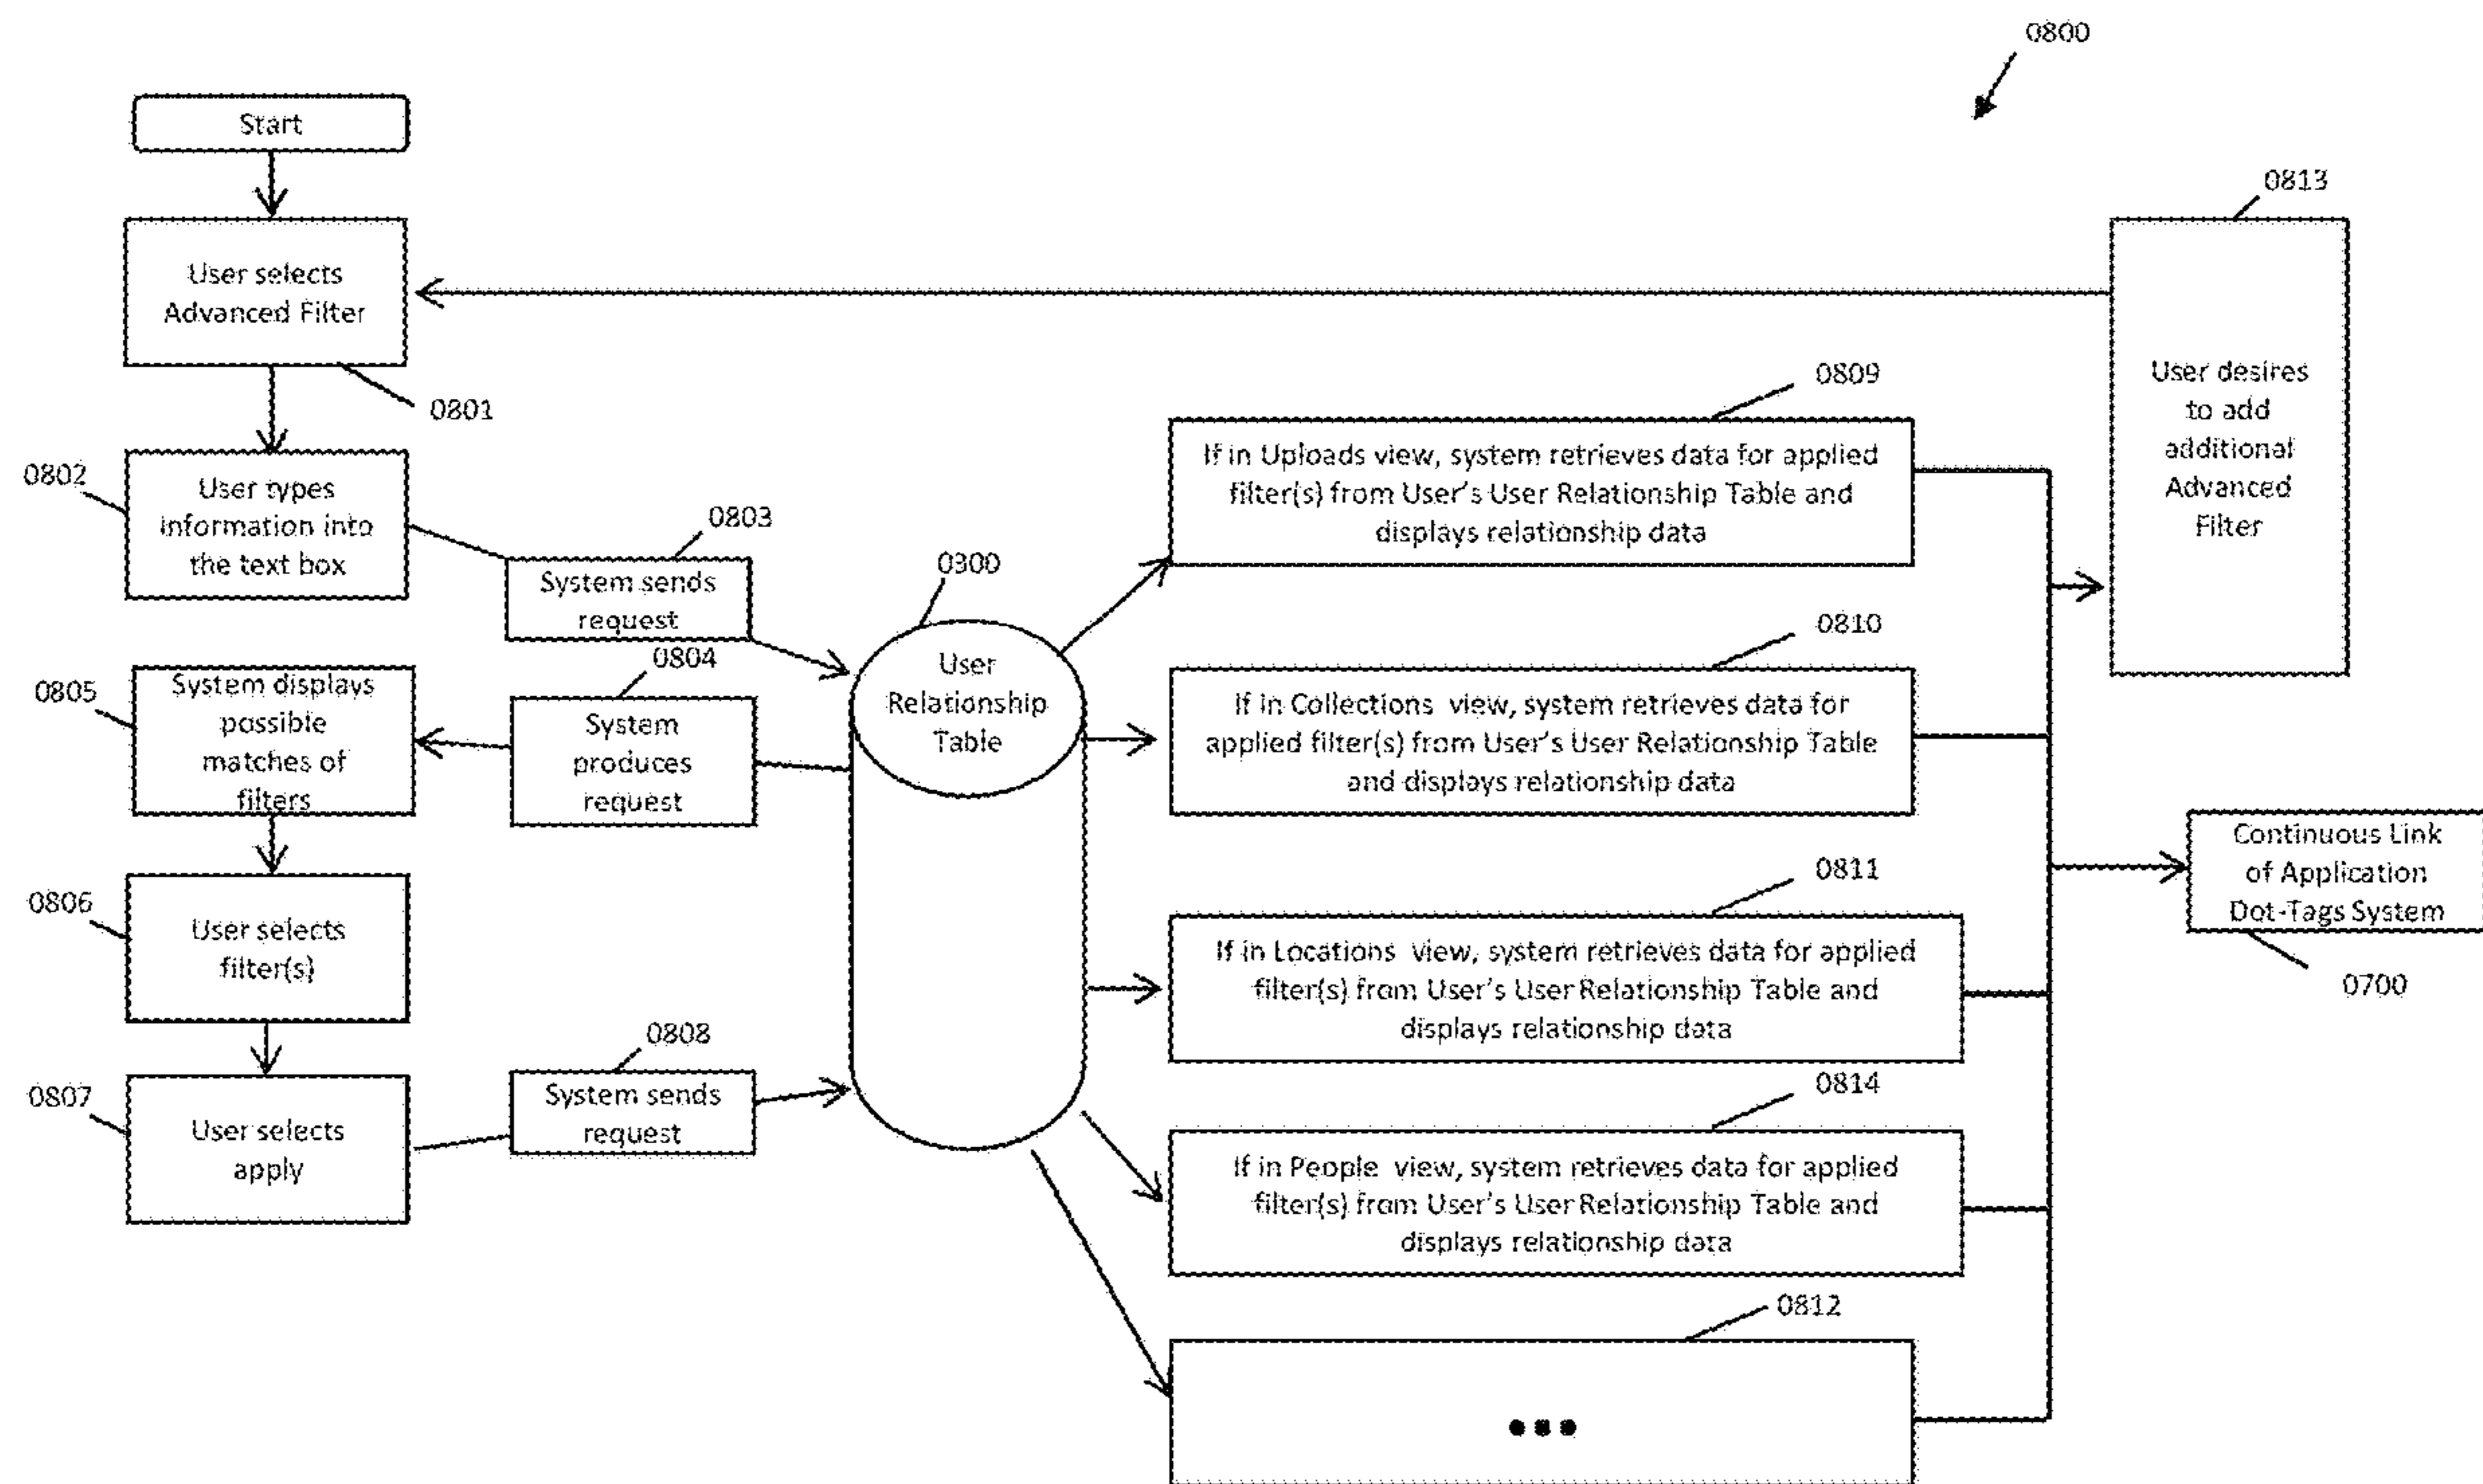 0800
Start
User selects
Advanced Filter
0801
0802
User types
information into
the text box
0803
System sends
request
0804
System
produces
request
0805
System displays
possible
matches of
filters
0806
User selects
filter(s)
0807
User selects
apply
0808
System sends
request
0300
User
Relationship
Table
0809
If in Uploads view, system retrieves data for applied
filter(s) from User's User Relationship Table and
displays relationship data
0810
If in Collections view, system retrieves data for
applied filter(s) from User's User Relationship Table
and displays relationship data
0811
If in Locations view, system retrieves data for applied
filter(s) from User's User Relationship Table and
displays relationship data
0814
If in People view, system retrieves data for applied
filter(s) from User's User Relationship Table and
displays relationship data
0812
...
0813
User desires
to add
additional
Advanced
Filter
Continuous Link
of Application
Dot-Tags System
0700